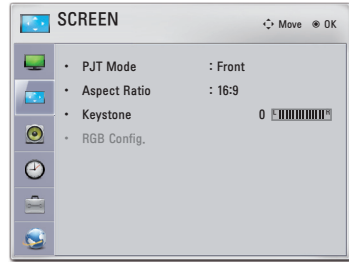 SCREEN Move ◉ OK
• PJT Mode : Front
• Aspect Ratio : 16:9
• Keystone 0
• RGB Config.